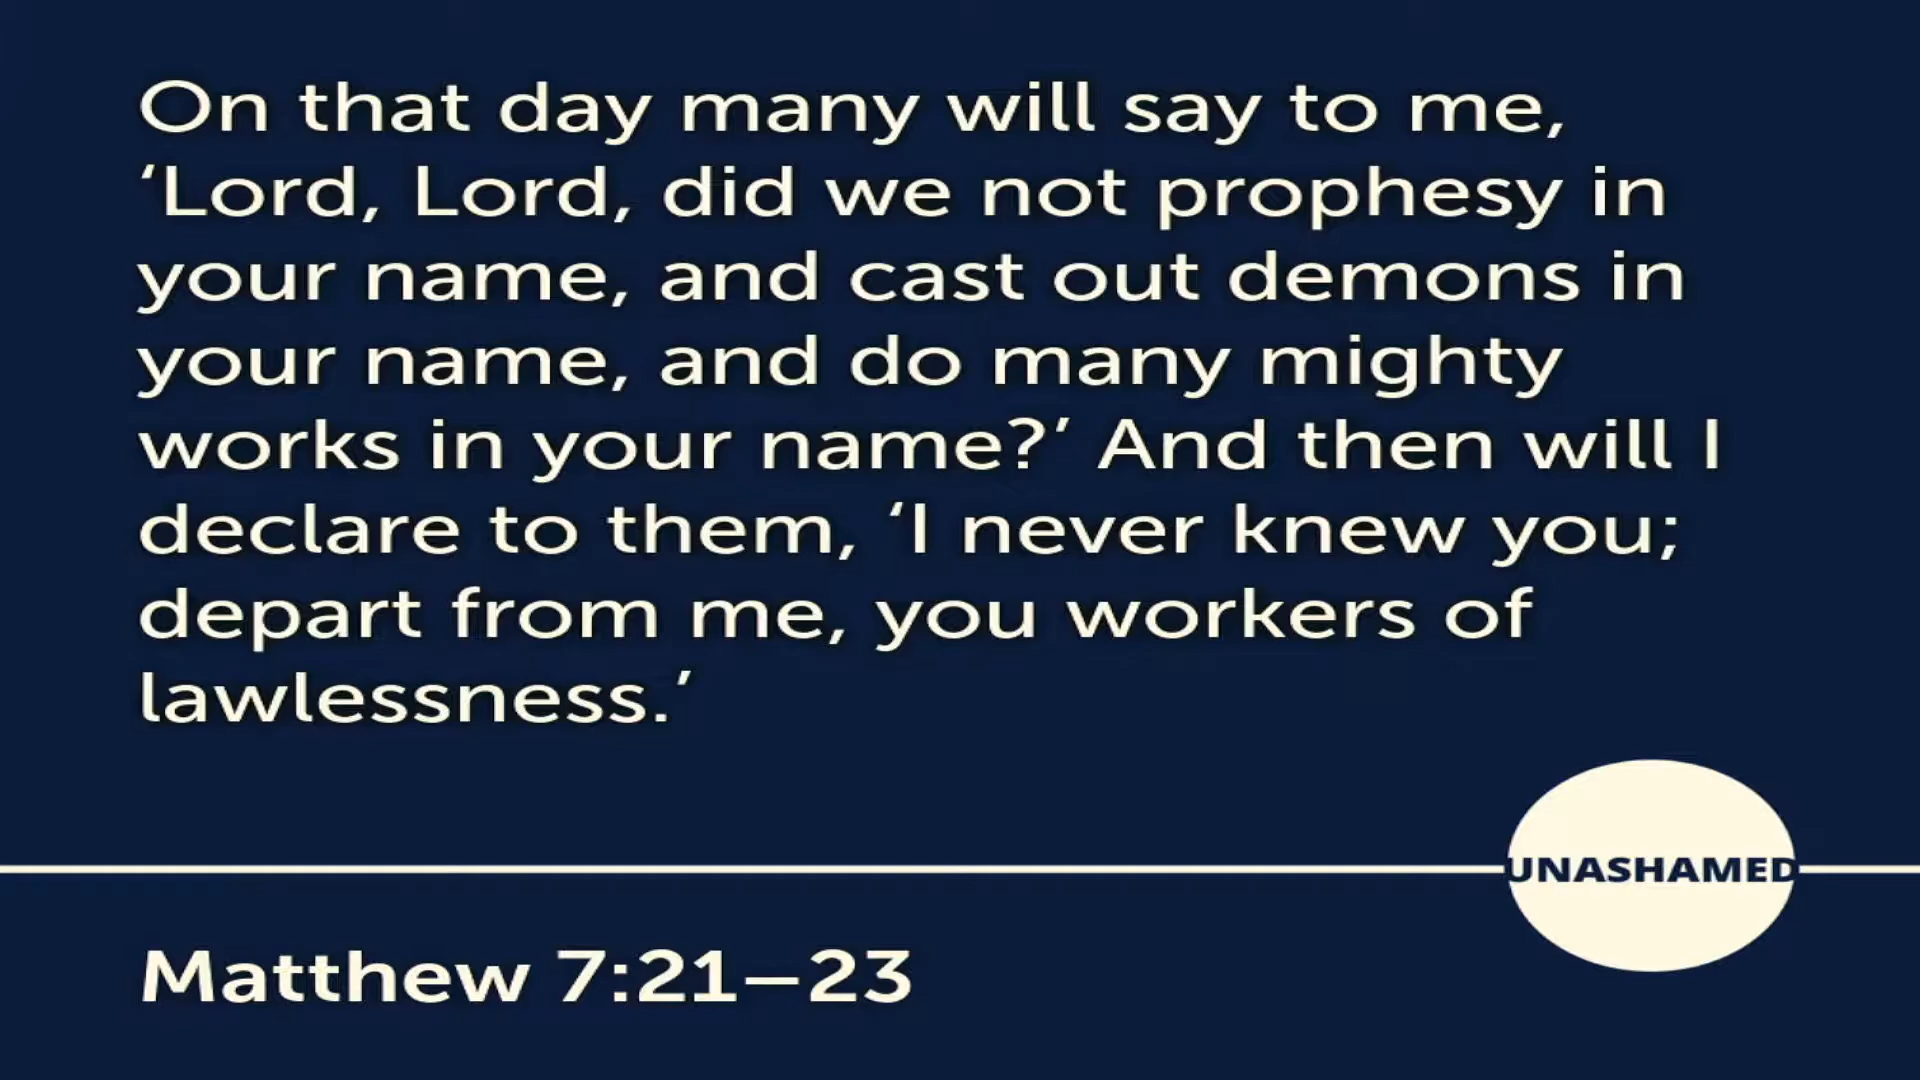 On that day many will say to me,
‘Lord, Lord, did we not prophesy in
your name, and cast out demons in
your name, and do many mighty
works in your name?’ And then will I
declare to them, ‘I never knew you;
depart from me, you workers of
lawlessness.’
UNASHAMED
Matthew 7:21–23